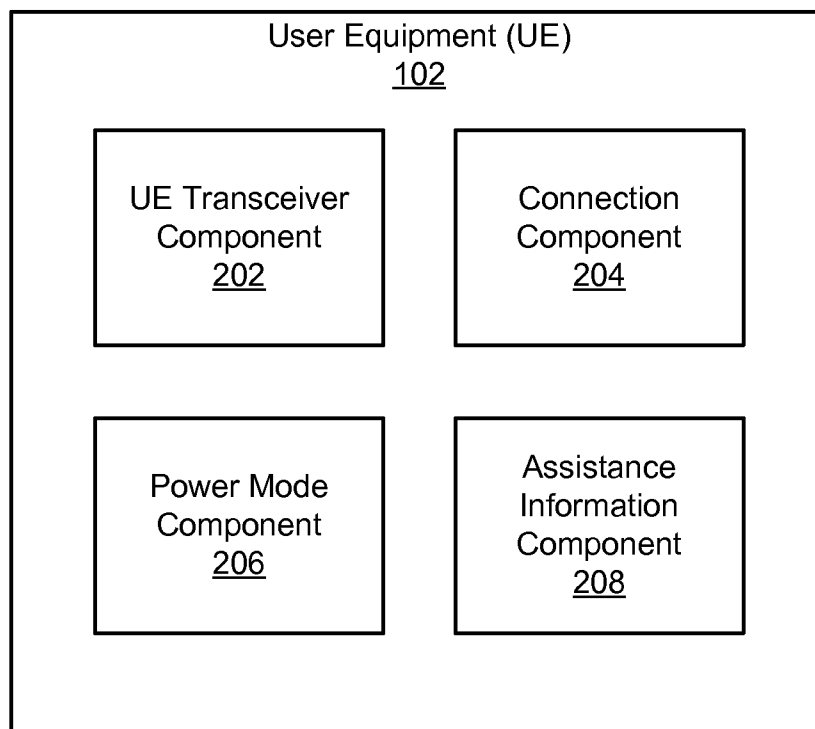 User Equipment (UE)
102
UE Transceiver
Component
202
Connection
Component
204
Power Mode
Component
206
Assistance
Information
Component
208